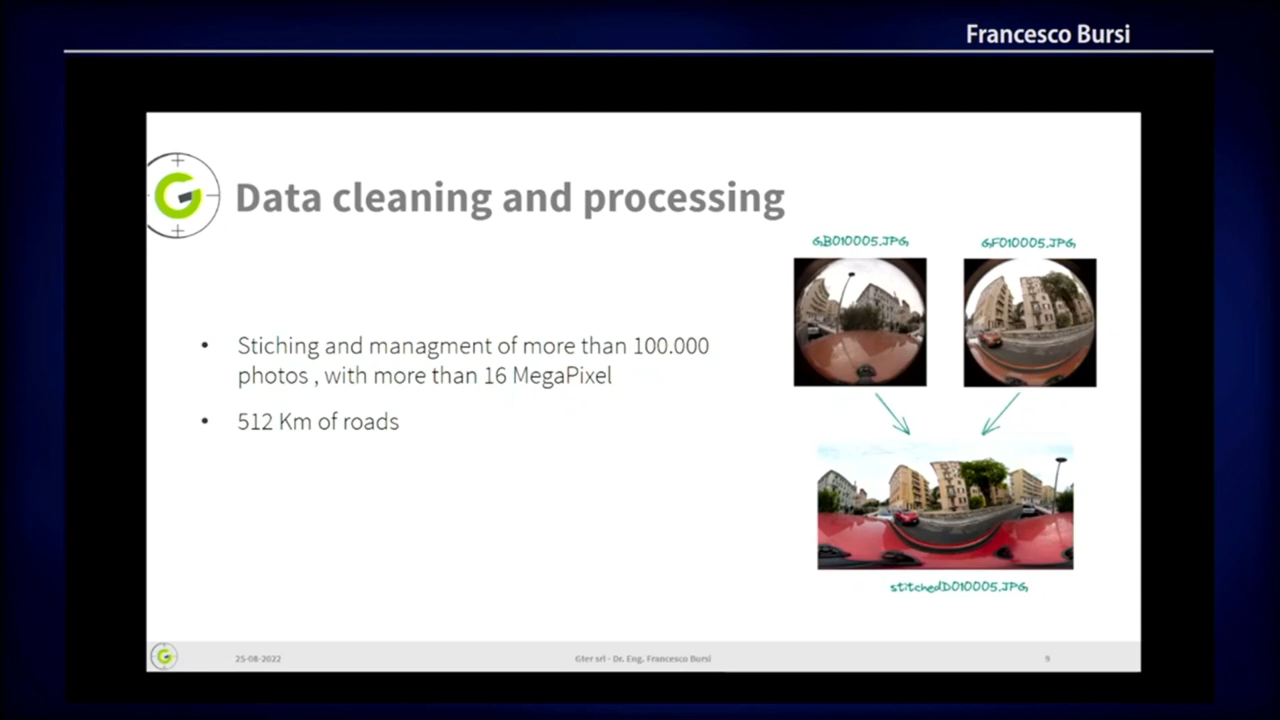 Francesco Bursi
Data cleaning and processing
GB010005.JPG
GF010005.JPG
• Stiching and managment of more than 100.000
photos , with more than 16 MegaPixel
• 512 Km of roads
stitchedD010005.JPG
25-08-2022
Gter srl - Dr. Eng. Francesco Bursi
9